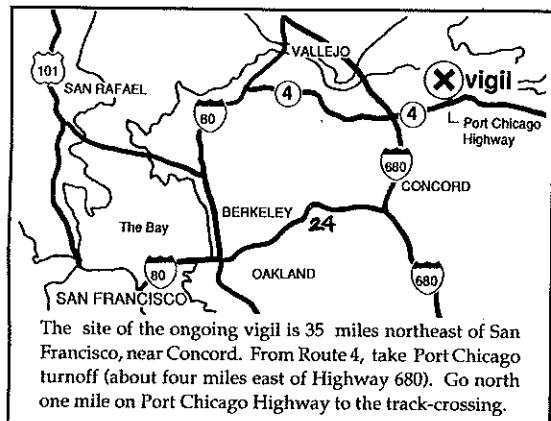 101
SAN RAFAEL
VALLEJO
vigil
4
4
80
Port Chicago
Highway
680
CONCORD
The Bay
BERKELEY
24
80
OAKLAND
680
SAN FRANCISCO
The site of the ongoing vigil is 35 miles northeast of San
Francisco, near Concord. From Route 4, take Port Chicago
turnoff (about four miles east of Highway 680). Go north
one mile on Port Chicago Highway to the track-crossing.